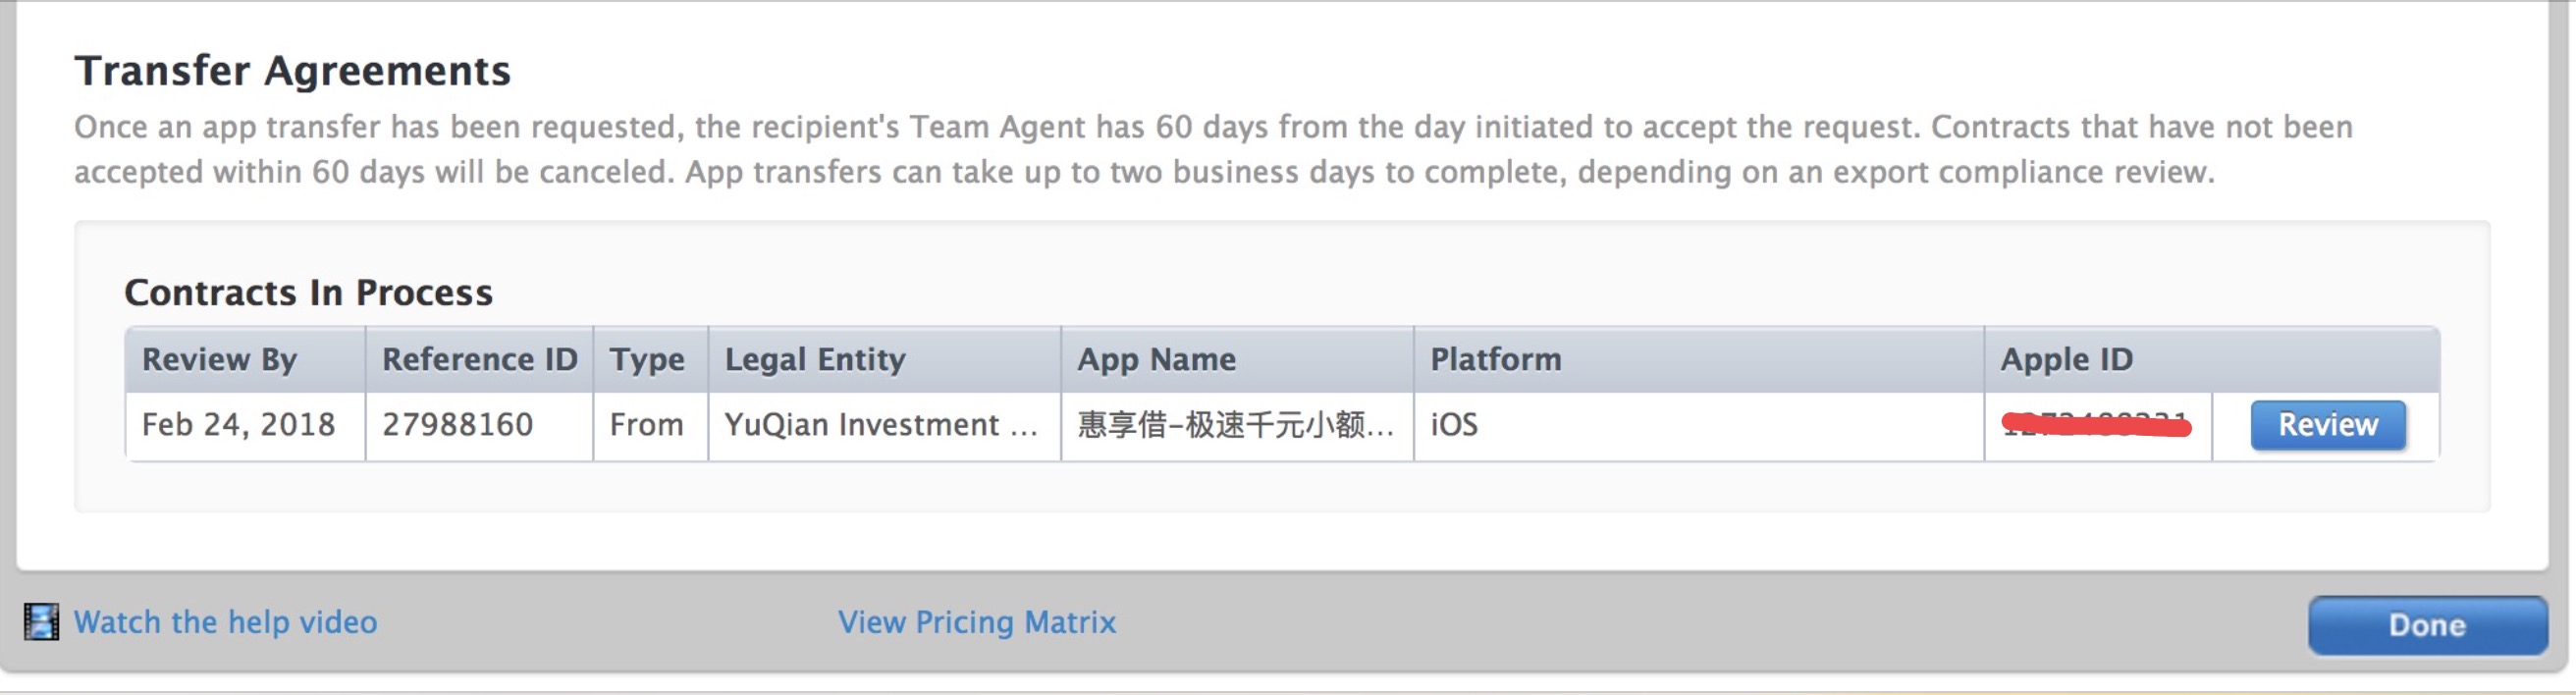 Transfer Agreements
Once an app transfer has been requested, the recipient's Team Agent has 60 days from the day initiated to accept the request. Contracts that have not been
accepted within 60 days will be canceled. App transfers can take up to two business days to complete, depending on an export compliance review.
Contracts In Process
Review By Reference ID Type Legal Entity App Name Platform Apple ID
Feb 24, 2018 27988160 From YuQian Investment ... 惠享借-极速千元小额... iOS Review
Watch the help video View Pricing Matrix Done